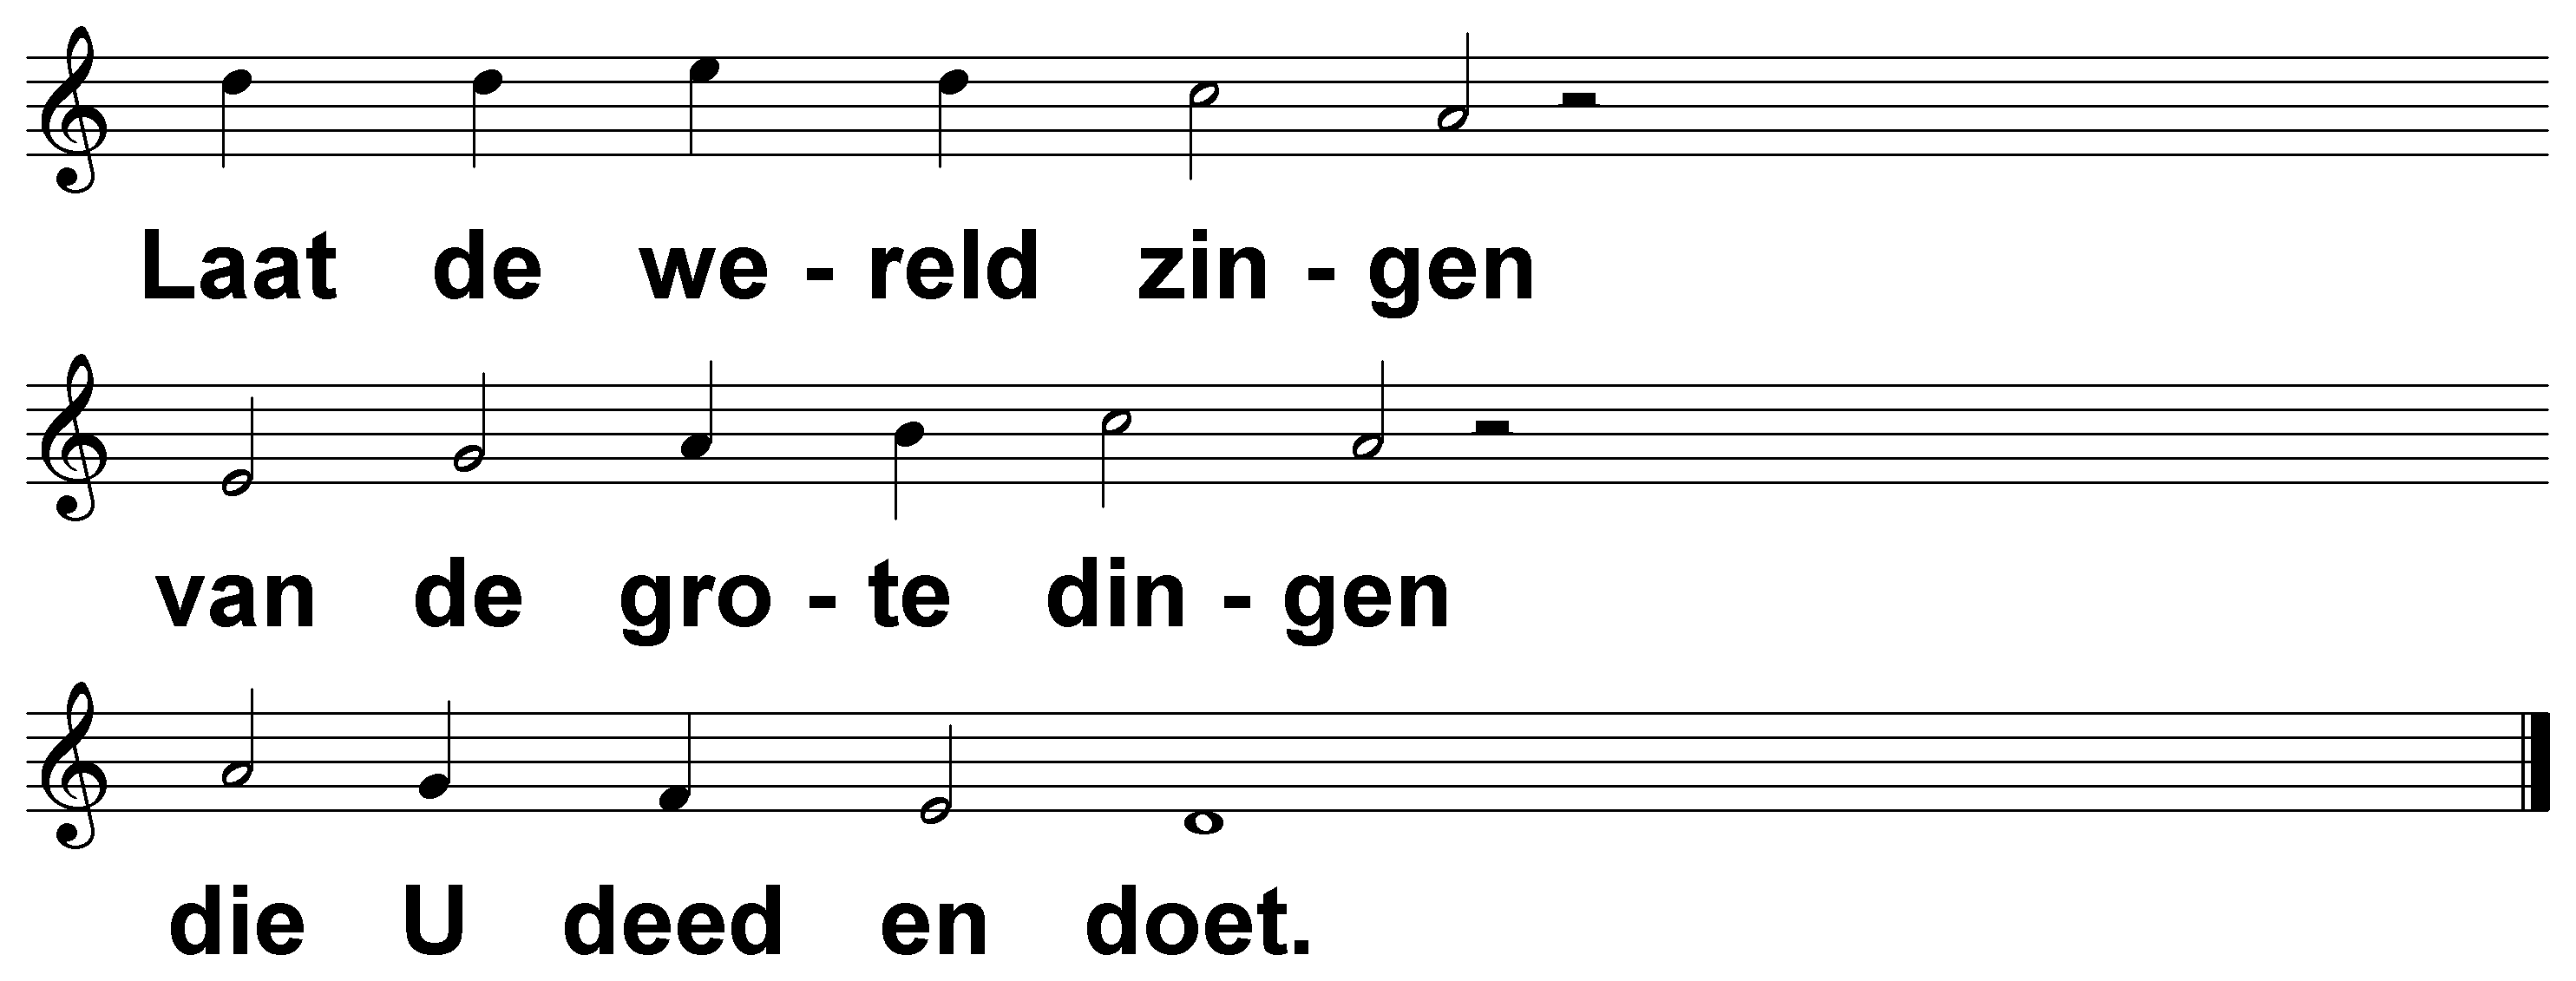 Laat de we - reld zin - gen
van de gro - te din - gen
die U deed en doet.